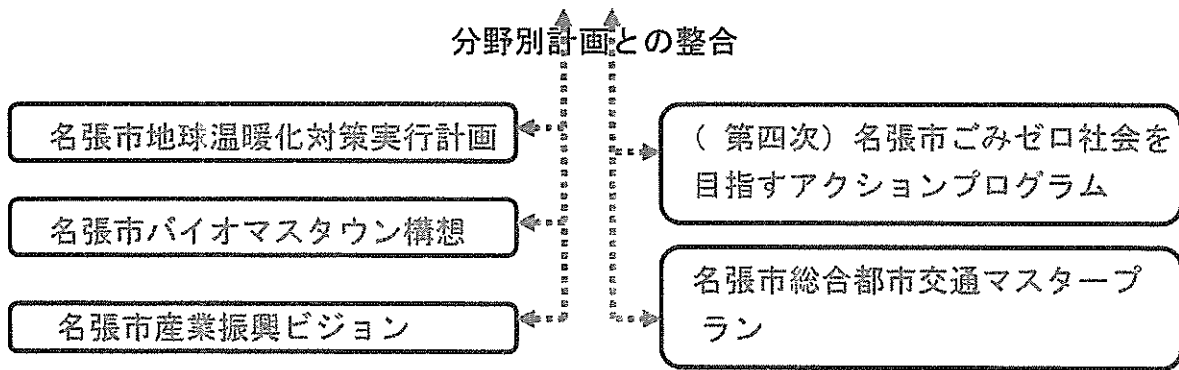 分野別計画との整合
名張市地球温暖化対策実行計画
名張市バイオマスタウン構想
名張市産業振興ビジョン
(第四次)名張市ごみゼロ社会を
目指すアクションプログラム
名張市総合都市交通マスタープ
ラン